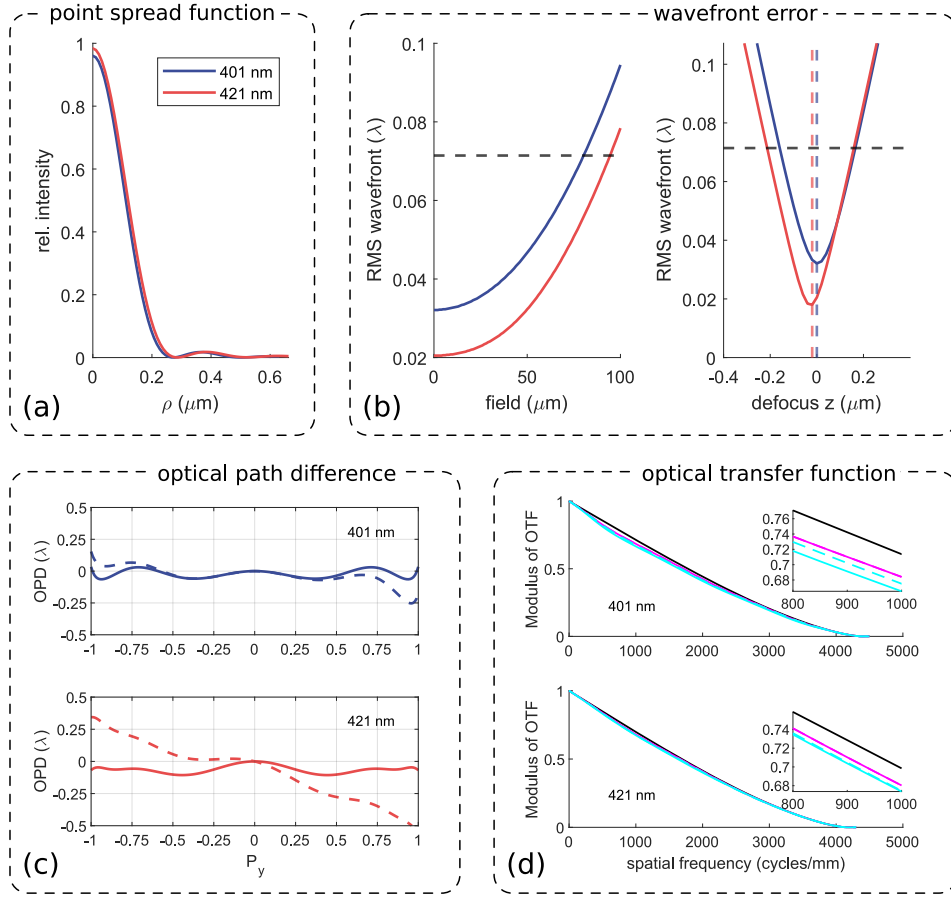 point spread function
1
0.8
0.6
0.4
0.2
0
0 0.2 0.4 0.6
rel. intensity
ρ (μm)
401 nm
421 nm
(a)
wavefront error
0.1
0.08
0.06
0.04
0.02
0 50 100
RMS wavefront (λ)
field (μm)
(b)
0.1
0.08
0.06
0.04
0.02
0
-0.4 -0.2 0 0.2
RMS wavefront (λ)
defocus z (μm)
optical path difference
0.5
0.25
0
-0.25
-0.5
-1 -0.75 -0.5 -0.25 0 0.25 0.5 0.75 1
OPD (λ)
401 nm
0.5
0.25
0
-0.25
-0.5
-1 -0.75 -0.5 -0.25 0 0.25 0.5 0.75 1
OPD (λ)
421 nm
P_y
(c)
optical transfer function
1
0.5
0
0 1000 2000 3000 4000 5000
Modulus of OTF
401 nm
0.76
0.74
0.72
0.7
0.68
800 900 1000
1
0.5
0
0 1000 2000 3000 4000 5000
Modulus of OTF
421 nm
0.74
0.72
0.7
0.68
800 900 1000
spatial frequency (cycles/mm)
(d)